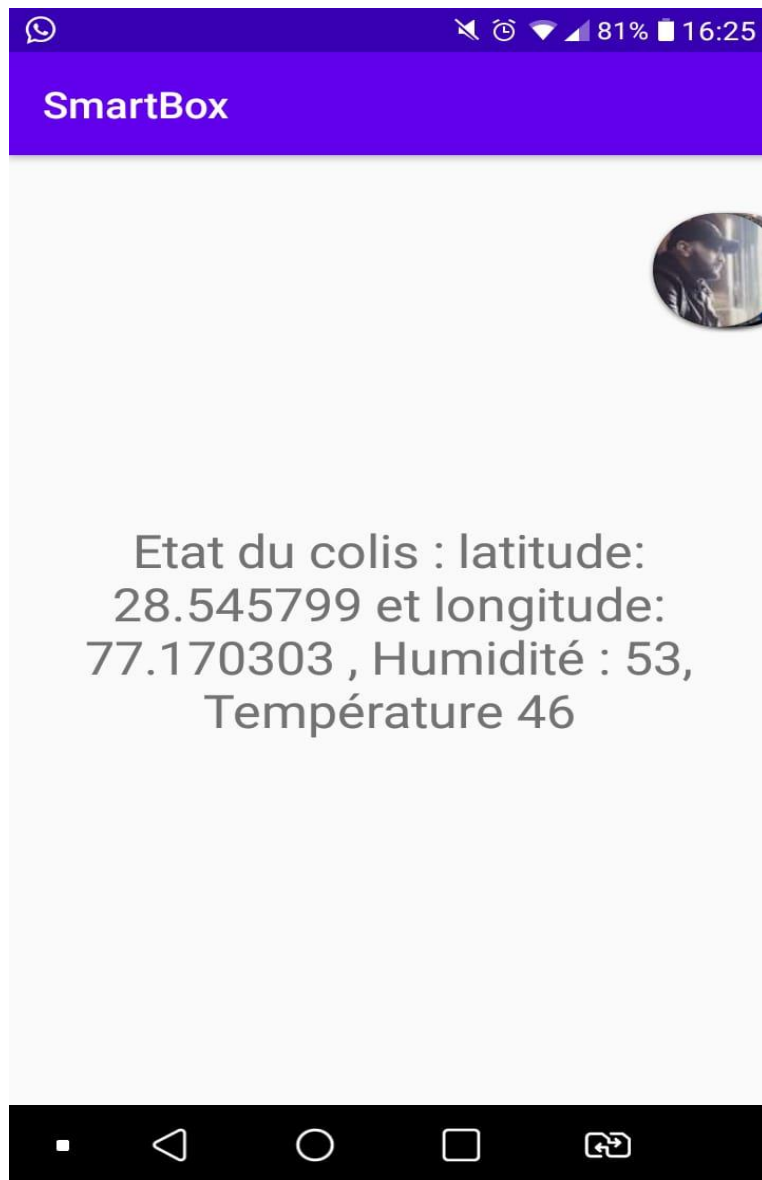 81% 16:25
SmartBox
Etat du colis : latitude:
28.545799 et longitude:
77.170303 , Humidité : 53,
Température 46